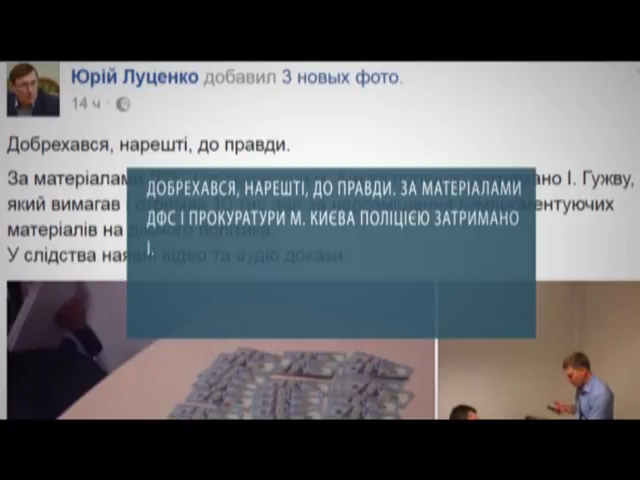 Юрій Луценко добавил 3 новых фото.
14 ч ·
Добрехався, нарешті, до правди.
За матеріалами ано І. Гужву,
ДОБРЕХАВСЯ, НАРЕШТІ, ДО ПРАВДИ. ЗА МАТЕРІАЛАМИ
ДФС І ПРОКУРАТУРИ М. КИЄВА ПОЛІЦІЄЮ ЗАТРИМАНО
І.
який вимагав
матеріалів на
У слідства наявні відео та аудіо докази.